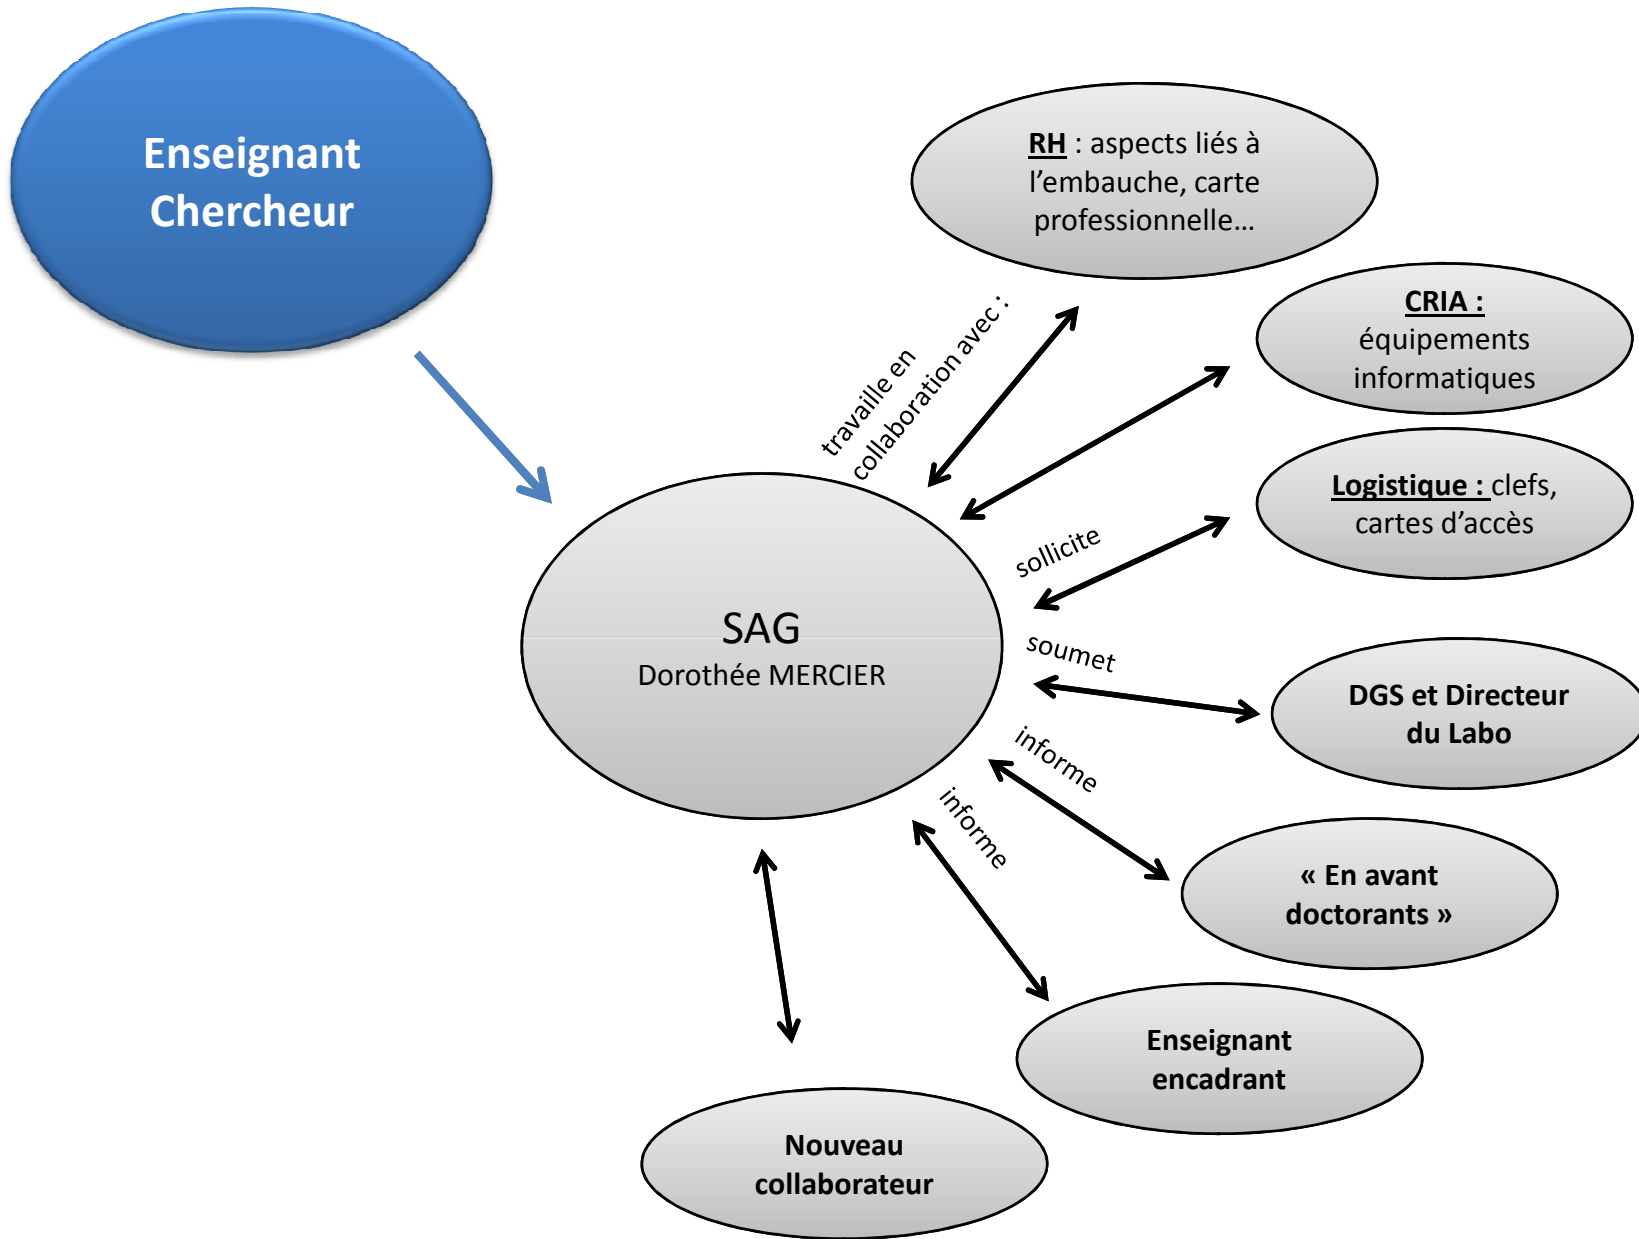 Enseignant
Chercheur
RH : aspects liés à
l’embauche, carte
professionnelle…
CRIA :
équipements
informatiques
travaille en
collaboration avec :
Logistique : clefs,
cartes d’accès
sollicite
SAG
Dorothée MERCIER
soumet
DGS et Directeur
du Labo
informe
informe
« En avant
doctorants »
Enseignant
encadrant
Nouveau
collaborateur